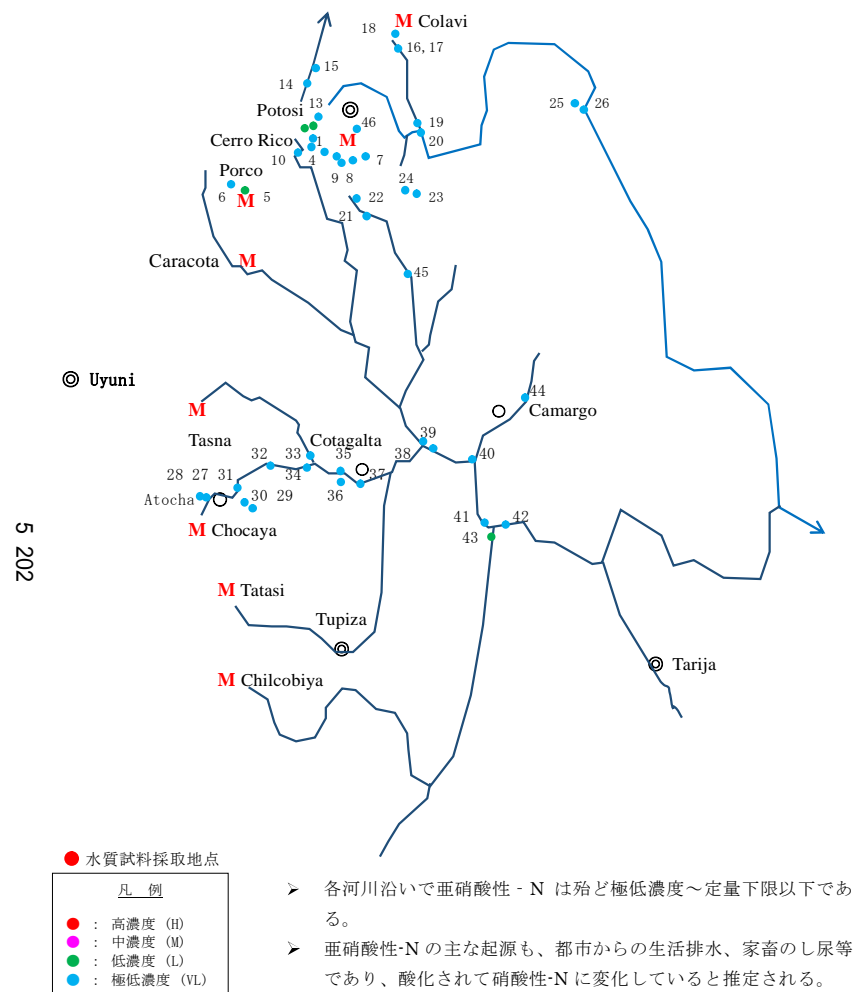 18
M Colavi
16,17
15
14
25
26
13
Potosi
46
19
Cerro Rico
1
M
20
10
4
7
Porco
9
8
24
6
5
22
23
M
21
Caracota
M
45
Uyuni
44
M
Camargo
39
Tasna
Cotagalta
32
33
35
38
40
28
27
31
34
37
Atocha
30
29
36
41
42
M Chocaya
43
M Tatasi
Tupiza
Tarija
M Chilcobiya
5 202
水質試料採取地点
凡 例
： 高濃度 (H)
： 中濃度 (M)
： 低濃度 (L)
： 極低濃度 (VL)
➢ 各河川沿いで亜硝酸性 - N は殆ど極低濃度～定量下限以下であ
る。
➢ 亜硝酸性-N の主な起源も、都市からの生活排水、家畜のし尿等
であり、酸化されて硝酸性-N に変化していると推定される。